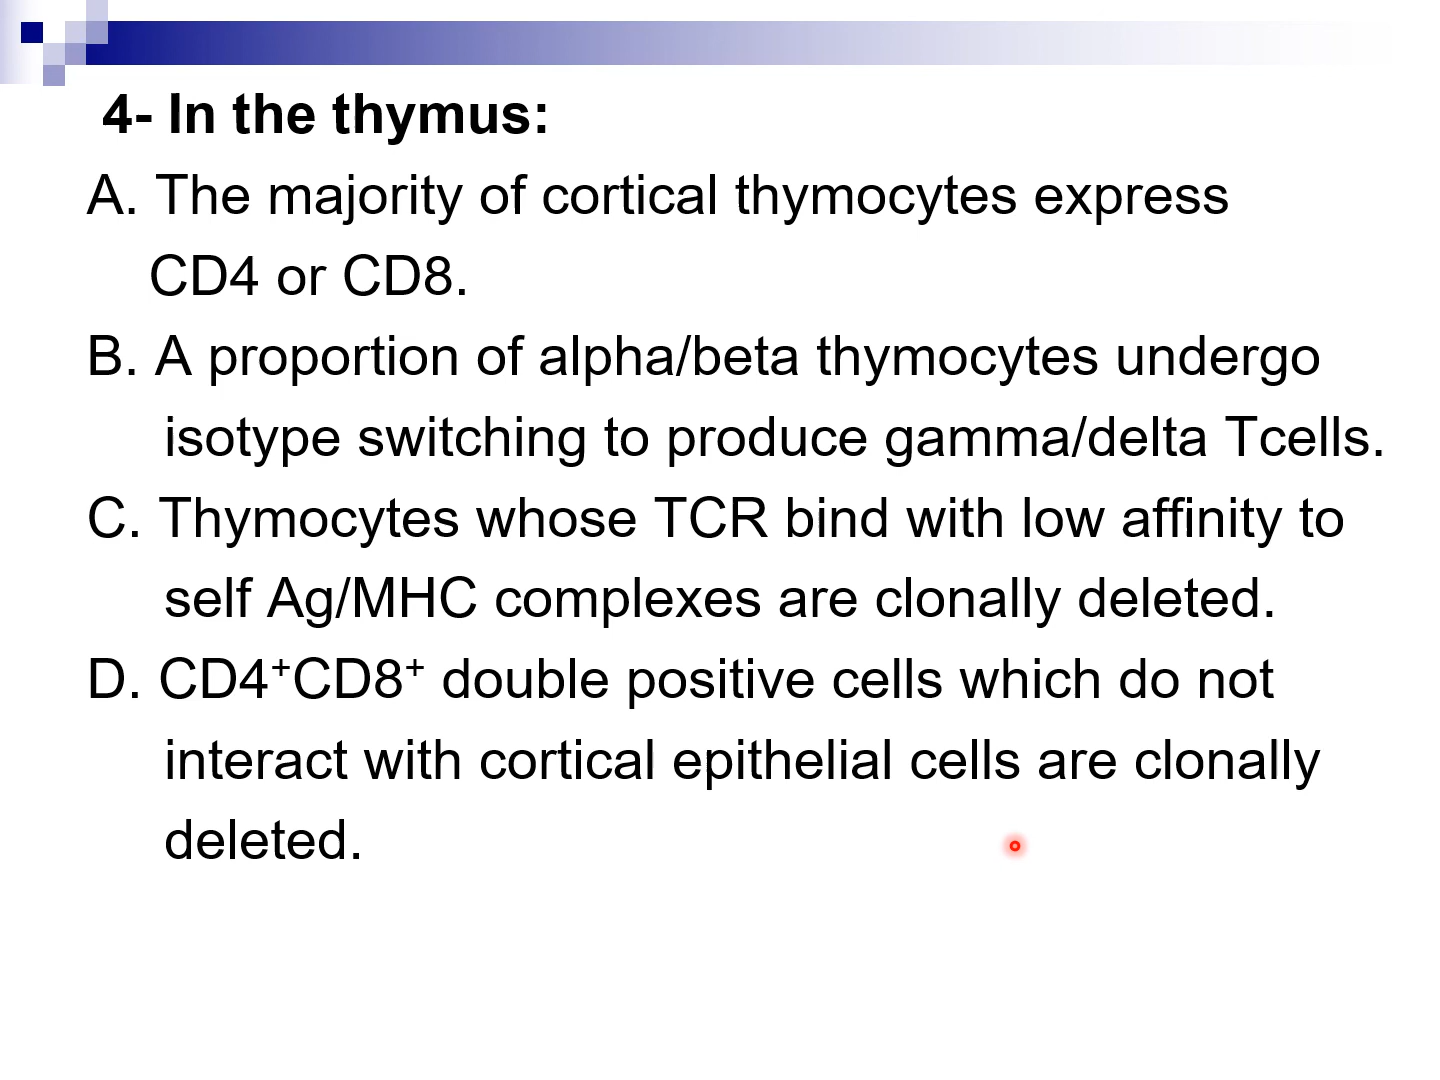 4- In the thymus:
A. The majority of cortical thymocytes express
CD4 or CD8.
B. A proportion of alpha/beta thymocytes undergo
isotype switching to produce gamma/delta Tcells.
C. Thymocytes whose TCR bind with low affinity to
self Ag/MHC complexes are clonally deleted.
D. CD4⁺CD8⁺ double positive cells which do not
interact with cortical epithelial cells are clonally
deleted.